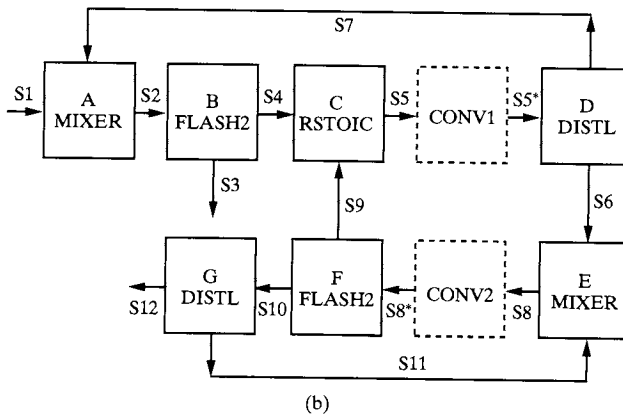 S7
S1
A
MIXER
S2
B
FLASH2
S4
C
RSTOIC
S5
CONV1
S5*
D
DISTL
S3
S9
S6
G
DISTL
S12
S10
F
FLASH2
S8*
CONV2
S8
E
MIXER
S11
(b)